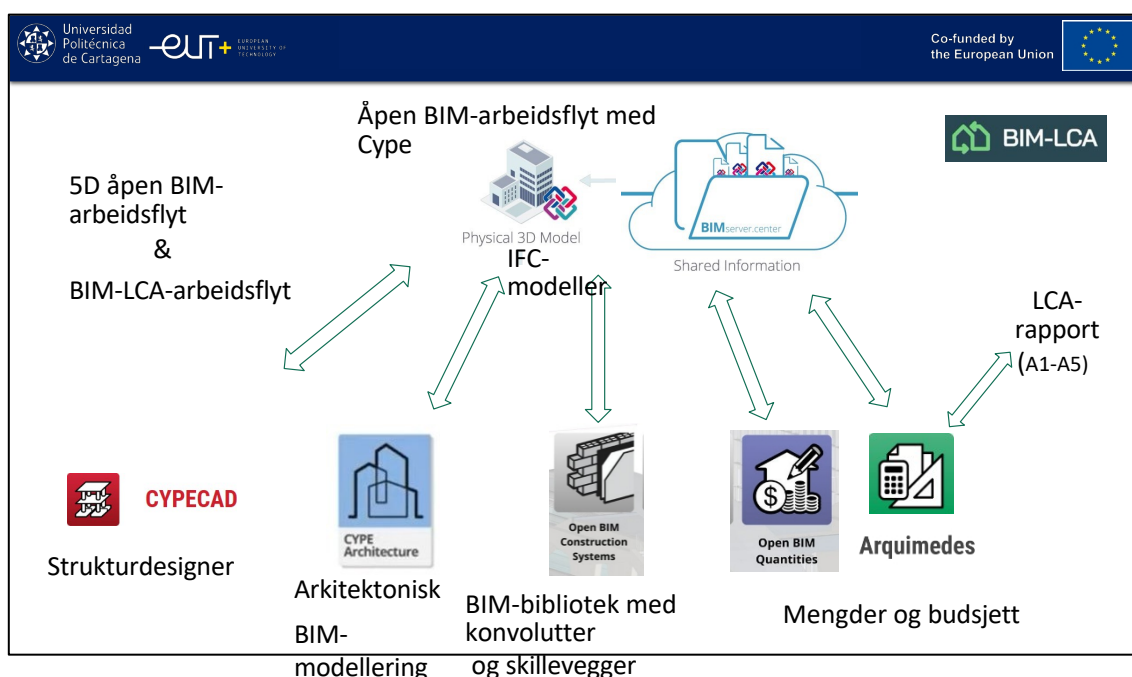 Universidad
Politécnica
de Cartagena
EUT+
EUROPEAN
UNIVERSITY OF
TECHNOLOGY
Co-funded by
the European Union
Åpen BIM-arbeidsflyt med
Cype
BIM-LCA
5D åpen BIM-
arbeidsflyt
&
BIM-LCA-arbeidsflyt
BIMserver.center
Physical 3D Model
Shared Information
IFC-
modeller
LCA-
rapport
(A1-A5)
CYPECAD
CYPE
Architecture
Open BIM
Construction
Systems
Open BIM
Quantities
Arquimedes
Strukturdesigner
Arkitektonisk
BIM-
modellering
BIM-bibliotek med
konvolutter
og skillevegger
Mengder og budsjett